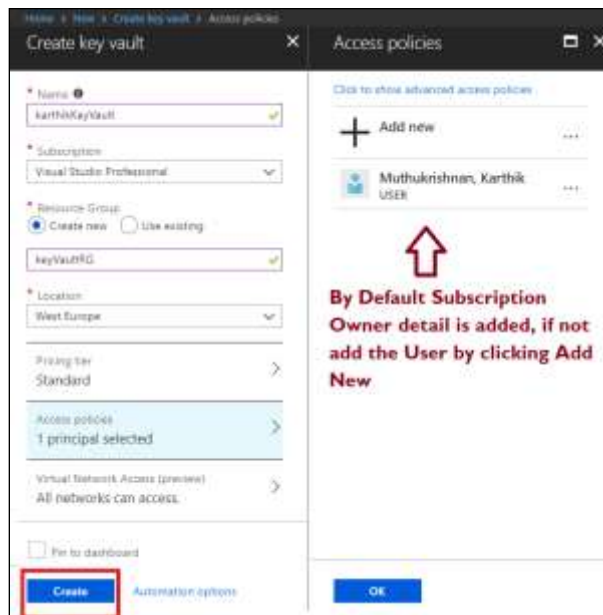 Home > New > Create key vault > Access policies
Create key vault
* Name
karthikKeyVault
* Subscription
Visual Studio Professional
* Resource Group
Create new Use existing
keyVaultRG
* Location
West Europe
Pricing tier
Standard
Access policies
1 principal selected
Virtual Network Access (preview)
All networks can access.
Pin to dashboard
Create Automation options
Access policies
Click to show advanced access policies
Add new
...
Muthukrishnan, Karthik
USER
...
By Default Subscription
Owner detail is added, if not
add the User by clicking Add
New
OK